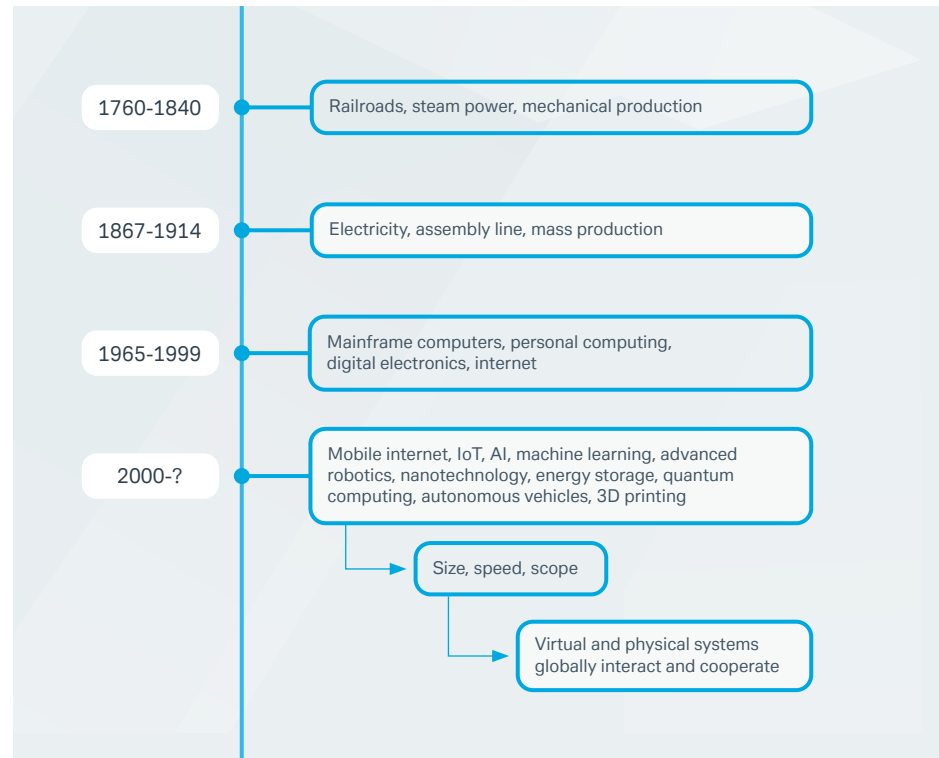 1760-1840
Railroads, steam power, mechanical production
1867-1914
Electricity, assembly line, mass production
1965-1999
Mainframe computers, personal computing,
digital electronics, internet
2000-?
Mobile internet, IoT, AI, machine learning, advanced
robotics, nanotechnology, energy storage, quantum
computing, autonomous vehicles, 3D printing
Size, speed, scope
Virtual and physical systems
globally interact and cooperate